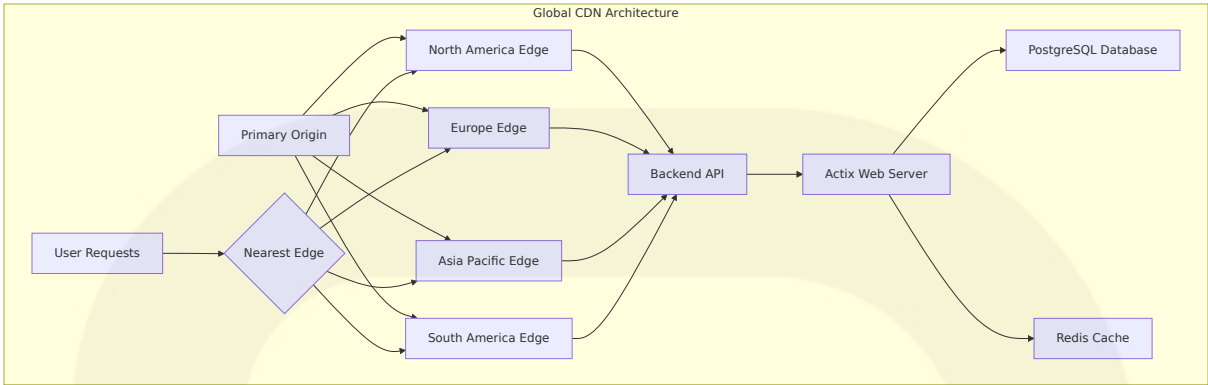 Global CDN Architecture
North America Edge
PostgreSQL Database
Primary Origin
Europe Edge
Backend API
Actix Web Server
User Requests
Nearest Edge
Asia Pacific Edge
South America Edge
Redis Cache